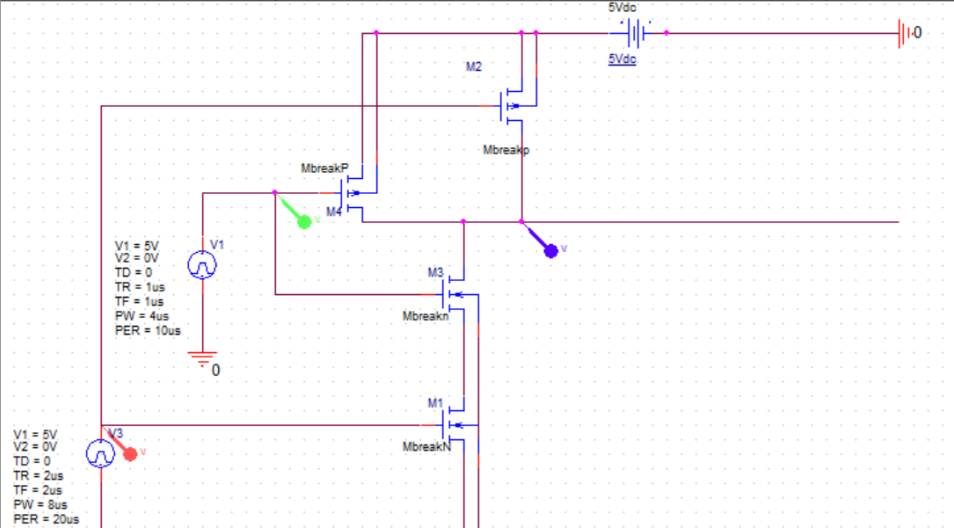 5Vdc
0
5Vdc
M2
Mbreakp
MbreakP
M4
V
V
V1
V1 = 5V
V2 = 0V
TD = 0
TR = 1us
TF = 1us
PW = 4us
PER = 10us
0
M3
Mbreakn
M1
MbreakN
V3
V
V1 = 5V
V2 = 0V
TD = 0
TR = 2us
TF = 2us
PW = 8us
PER = 20us